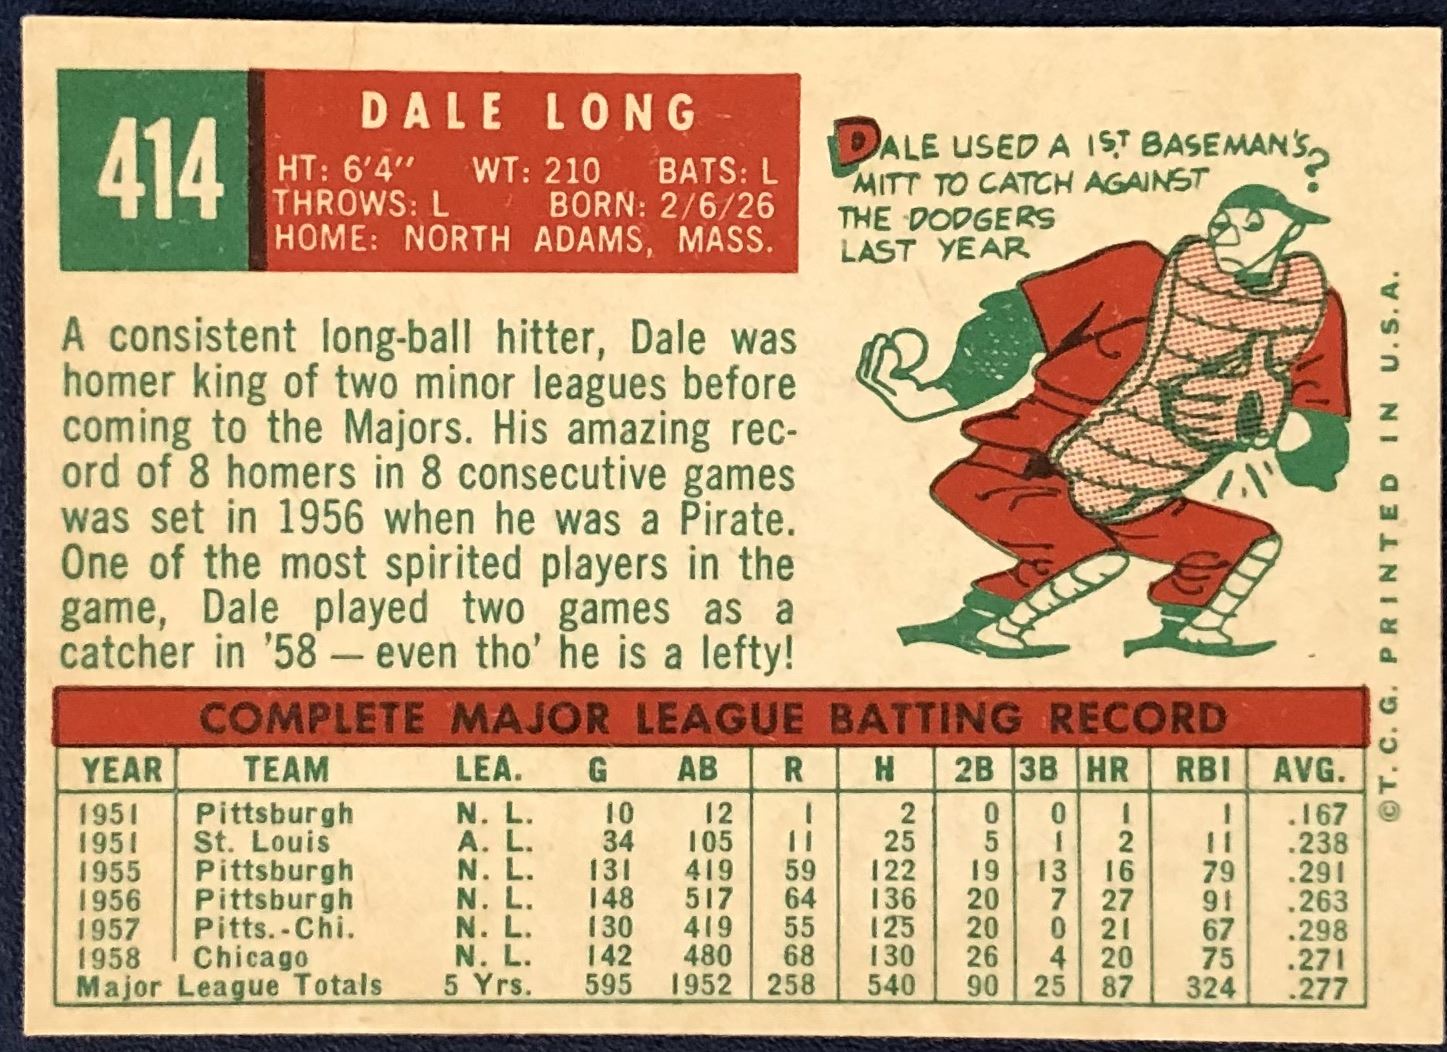 414
DALE LONG
HT: 6'4" WT: 210 BATS: L
THROWS: L BORN: 2/6/26
HOME: NORTH ADAMS, MASS.
DALE USED A 1ST BASEMAN'S
MITT TO CATCH AGAINST
THE DODGERS
LAST YEAR
?
A consistent long-ball hitter, Dale was
homer king of two minor leagues before
coming to the Majors. His amazing rec-
ord of 8 homers in 8 consecutive games
was set in 1956 when he was a Pirate.
One of the most spirited players in the
game, Dale played two games as a
catcher in '58 — even tho' he is a lefty!
COMPLETE MAJOR LEAGUE BATTING RECORD
YEAR TEAM LEA. G AB R H 2B 3B HR RBI AVG.
1951 Pittsburgh N. L. 10 12 1 2 0 0 1 1 .167
1951 St. Louis A. L. 34 105 11 25 5 1 2 11 .238
1955 Pittsburgh N. L. 131 419 59 122 19 13 16 79 .291
1956 Pittsburgh N. L. 148 517 64 136 20 7 27 91 .263
1957 Pitts.-Chi. N. L. 130 419 55 125 20 0 21 67 .298
1958 Chicago N. L. 142 480 68 130 26 4 20 75 .271
Major League Totals 5 Yrs. 595 1952 258 540 90 25 87 324 .277
© T. C. G. PRINTED IN U.S.A.